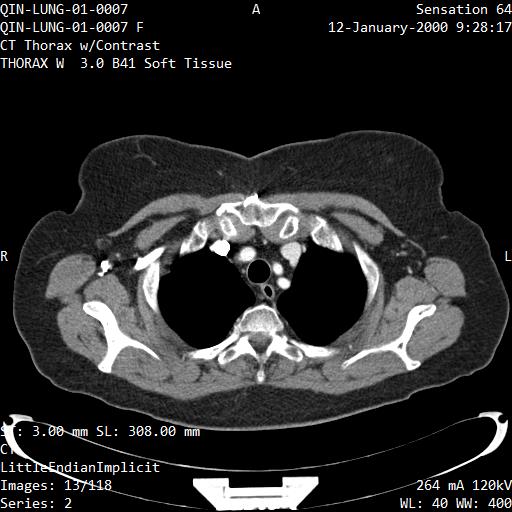 QIN-LUNG-01-0007
A
Sensation 64
QIN-LUNG-01-0007 F
12-January-2000 9:28:17
CT Thorax w/Contrast
THORAX W 3.0 B41 Soft Tissue
R
L
ST: 3.00 mm SL: 308.00 mm
LittleEndianImplicit
Images: 13/118
264 mA 120kV
Series: 2
WL: 40 WW: 400